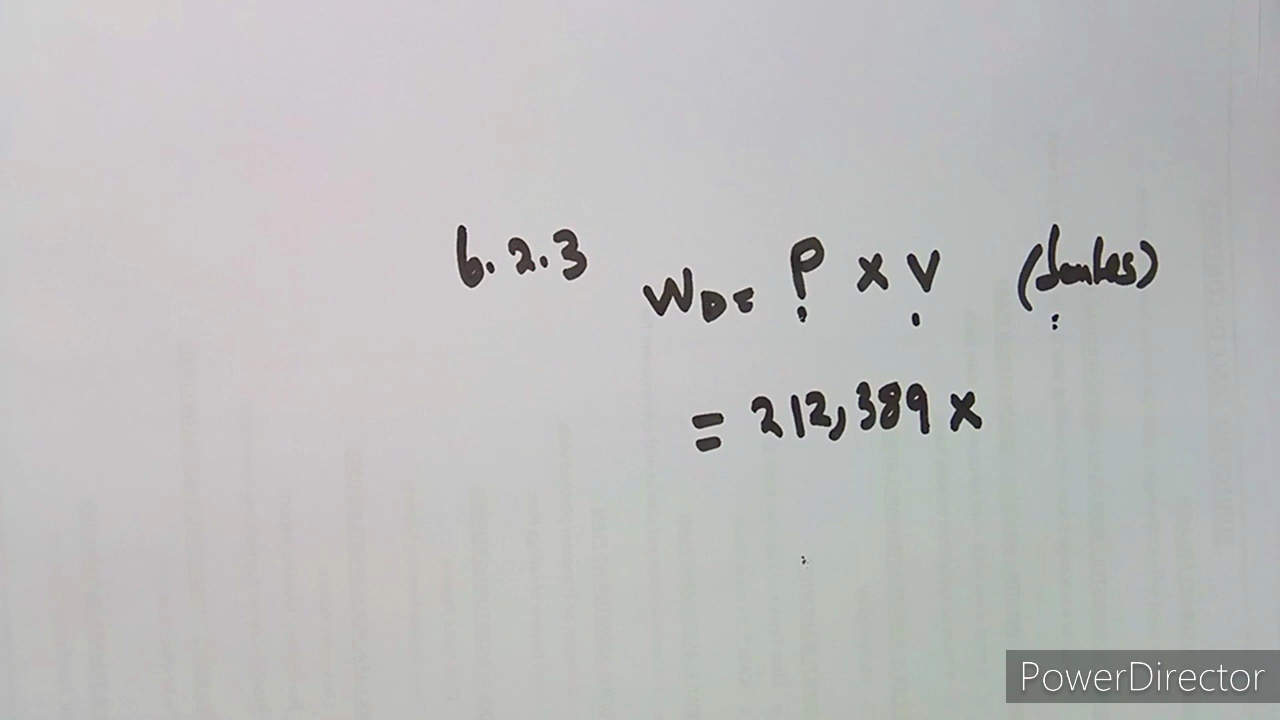 6.2.3 WD= P x V (Joules)
= 212,389 x
PowerDirector